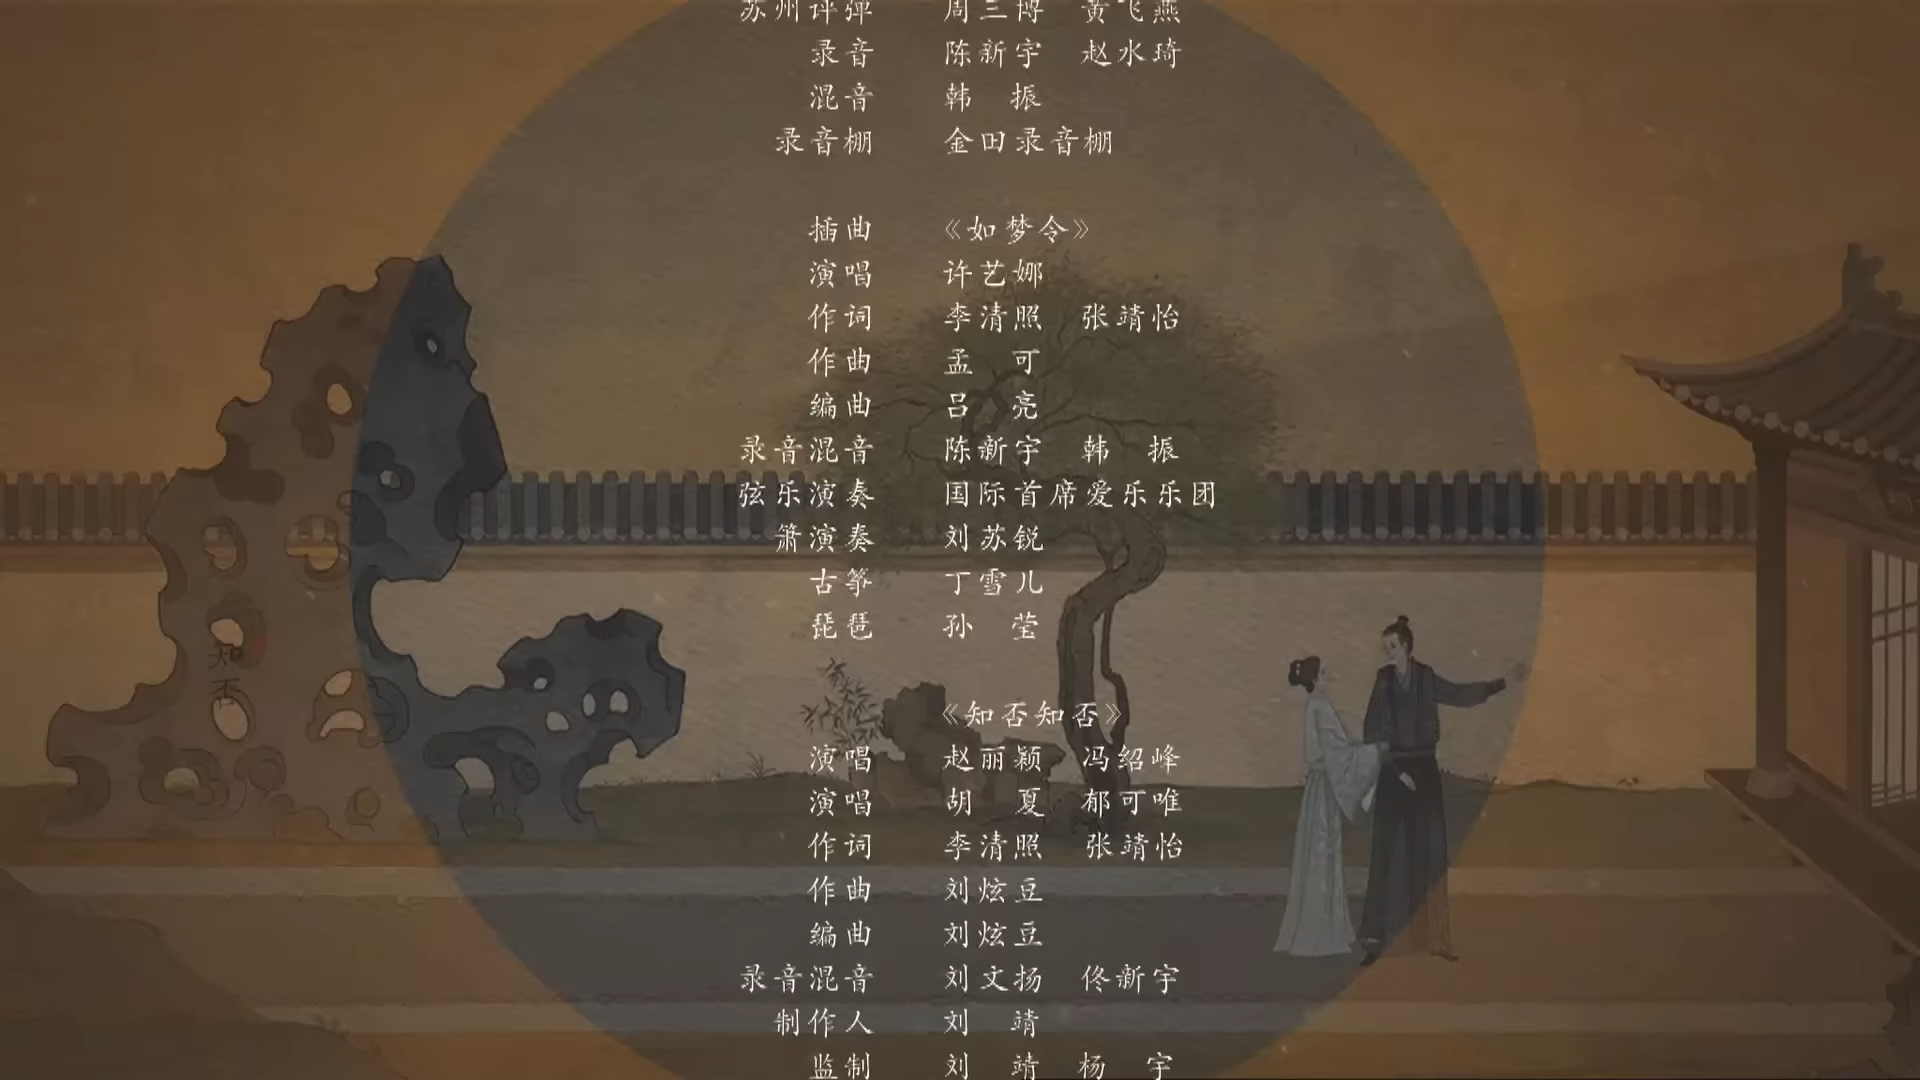 苏州评弹 周三博 黄飞燕
录音 陈新宇 赵水琦
混音 韩 振
录音棚 金田录音棚
插曲 《如梦令》
演唱 许艺娜
作词 李清照 张靖怡
作曲 孟 可
编曲 吕 亮
录音混音 陈新宇 韩 振
弦乐演奏 国际首席爱乐乐团
箫演奏 刘苏锐
古筝 丁雪儿
琵琶 孙 莹
《知否知否》
演唱 赵丽颖 冯绍峰
演唱 胡 夏 郁可唯
作词 李清照 张靖怡
作曲 刘炫豆
编曲 刘炫豆
录音混音 刘文扬 佟新宇
制作人 刘 靖
监制 刘 靖 杨 宇
知否